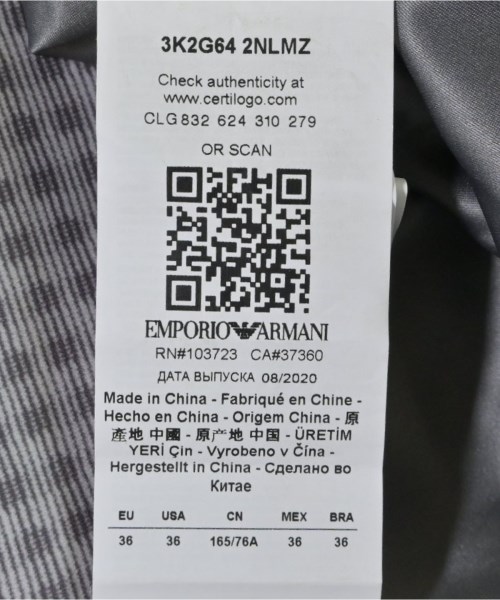 3K2G64 2NLMZ
Check authenticity at
www.certilogo.com
CLG 832 624 310 279
OR SCAN
EMPORIO ARMANI
RN#103723 CA#37360
ДАТА ВЫПУСКА 08/2020
Made in China - Fabriqué en Chine -
Hecho en China - Origem China - 原
產地 中國 - 原产地 中国 - ÜRETİM
YERİ Çin - Vyrobeno v Čína -
Hergestellt in China - Сделано во
Китае
EU USA CN MEX BRA
36 36 165/76A 36 36